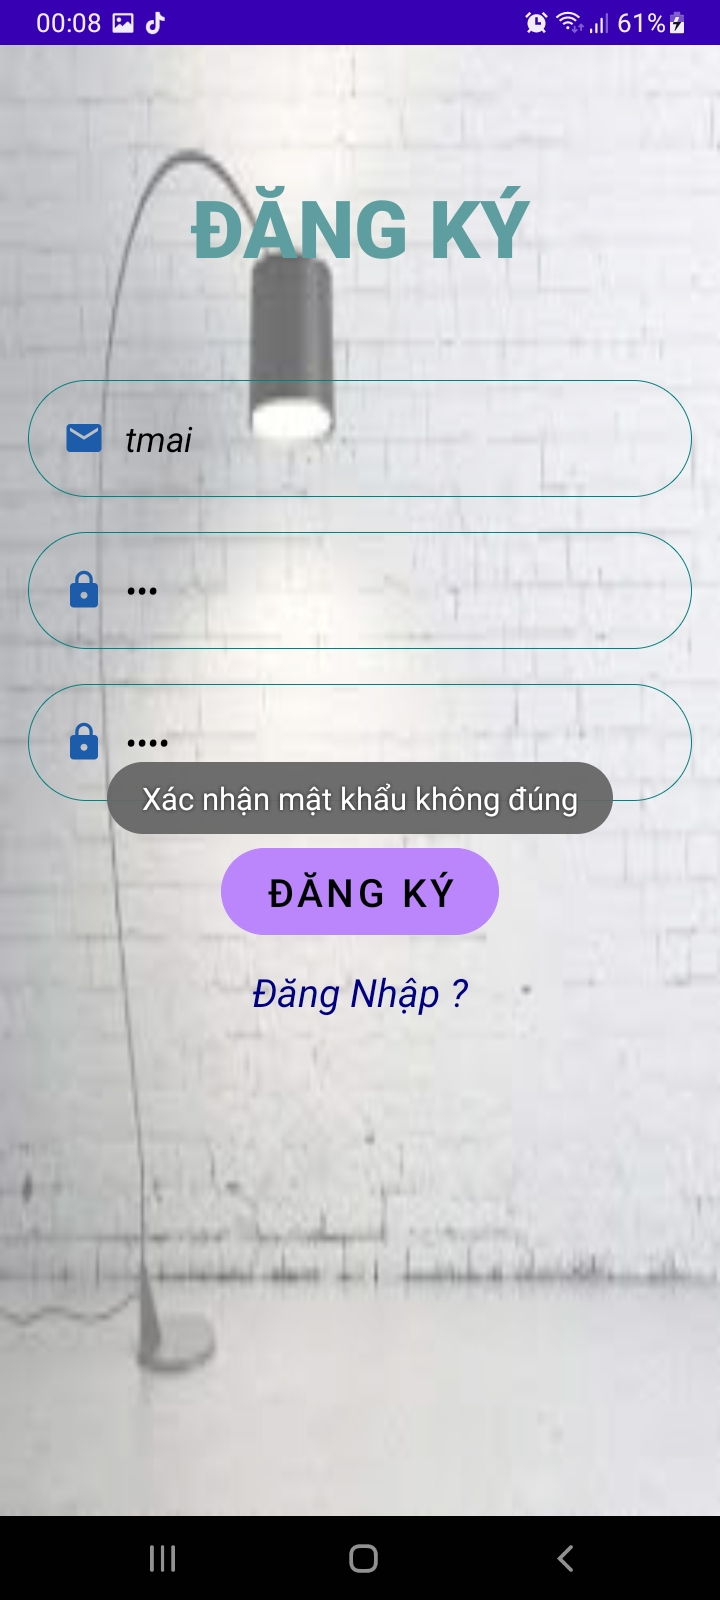 00:08 61%
ĐĂNG KÝ
tmai
•••
••••
Xác nhận mật khẩu không đúng
ĐĂNG KÝ
Đăng Nhập ?